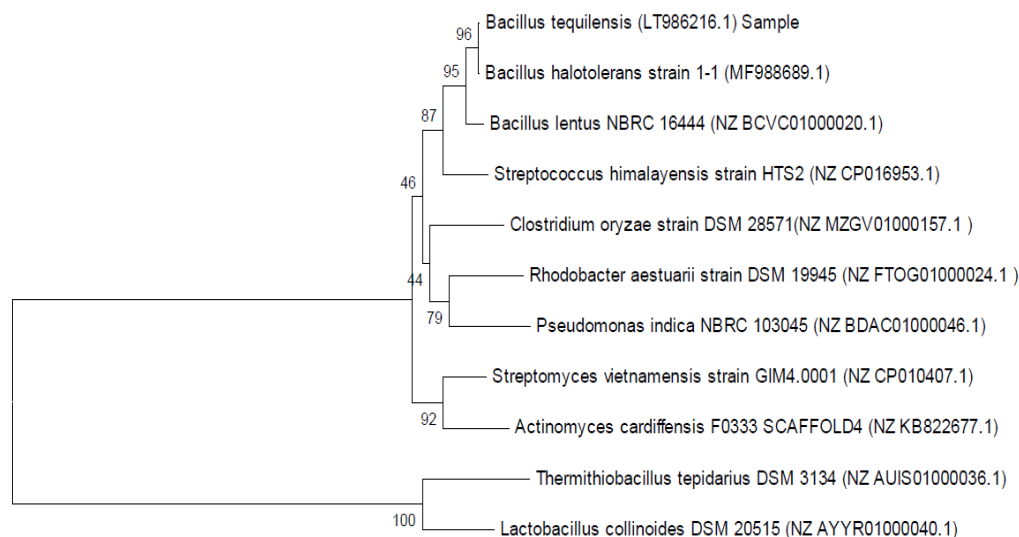 Bacillus tequilensis (LT986216.1) Sample
96
Bacillus halotolerans strain 1-1 (MF988689.1)
95
Bacillus lentus NBRC 16444 (NZ BCVC01000020.1)
87
Streptococcus himalayensis strain HTS2 (NZ CP016953.1)
46
Clostridium oryzae strain DSM 28571(NZ MZGV01000157.1 )
44
Rhodobacter aestuarii strain DSM 19945 (NZ FTOG01000024.1 )
79
Pseudomonas indica NBRC 103045 (NZ BDAC01000046.1)
Streptomyces vietnamensis strain GIM4.0001 (NZ CP010407.1)
92
Actinomyces cardiffensis F0333 SCAFFOLD4 (NZ KB822677.1)
Thermithiobacillus tepidarius DSM 3134 (NZ AUIS01000036.1)
100
Lactobacillus collinoides DSM 20515 (NZ AYYR01000040.1)